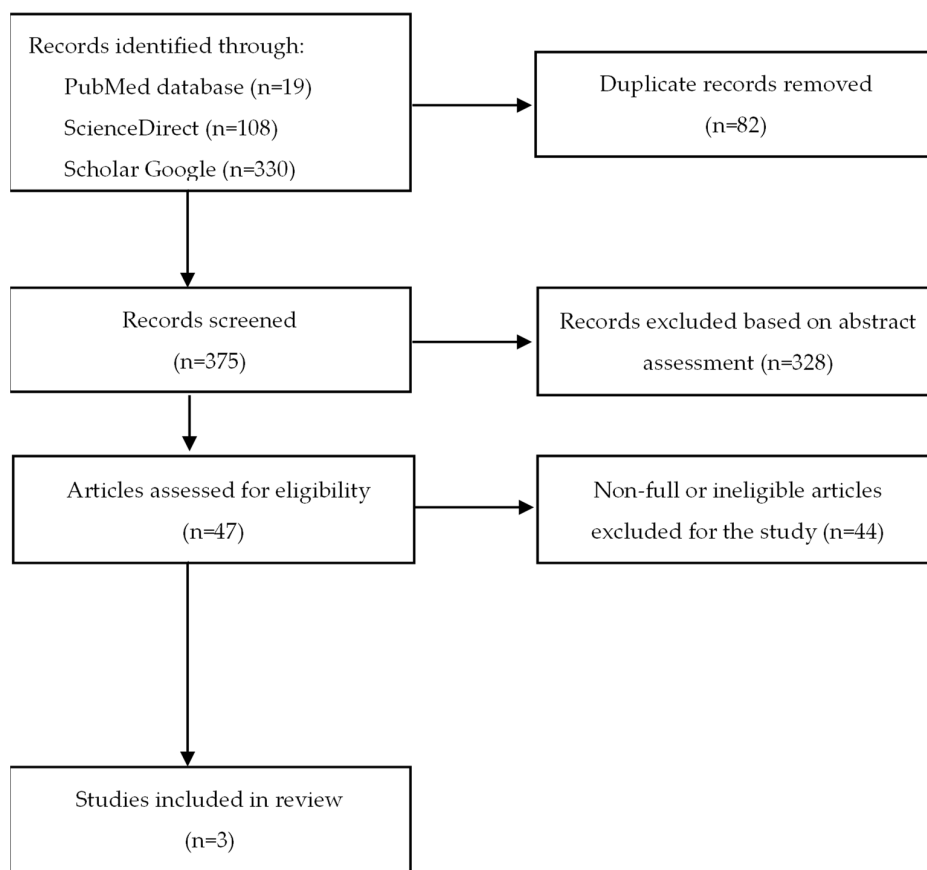 Records identified through:
PubMed database (n=19)
ScienceDirect (n=108)
Scholar Google (n=330)
Duplicate records removed
(n=82)
Records screened
(n=375)
Records excluded based on abstract
assessment (n=328)
Articles assessed for eligibility
(n=47)
Non-full or ineligible articles
excluded for the study (n=44)
Studies included in review
(n=3)